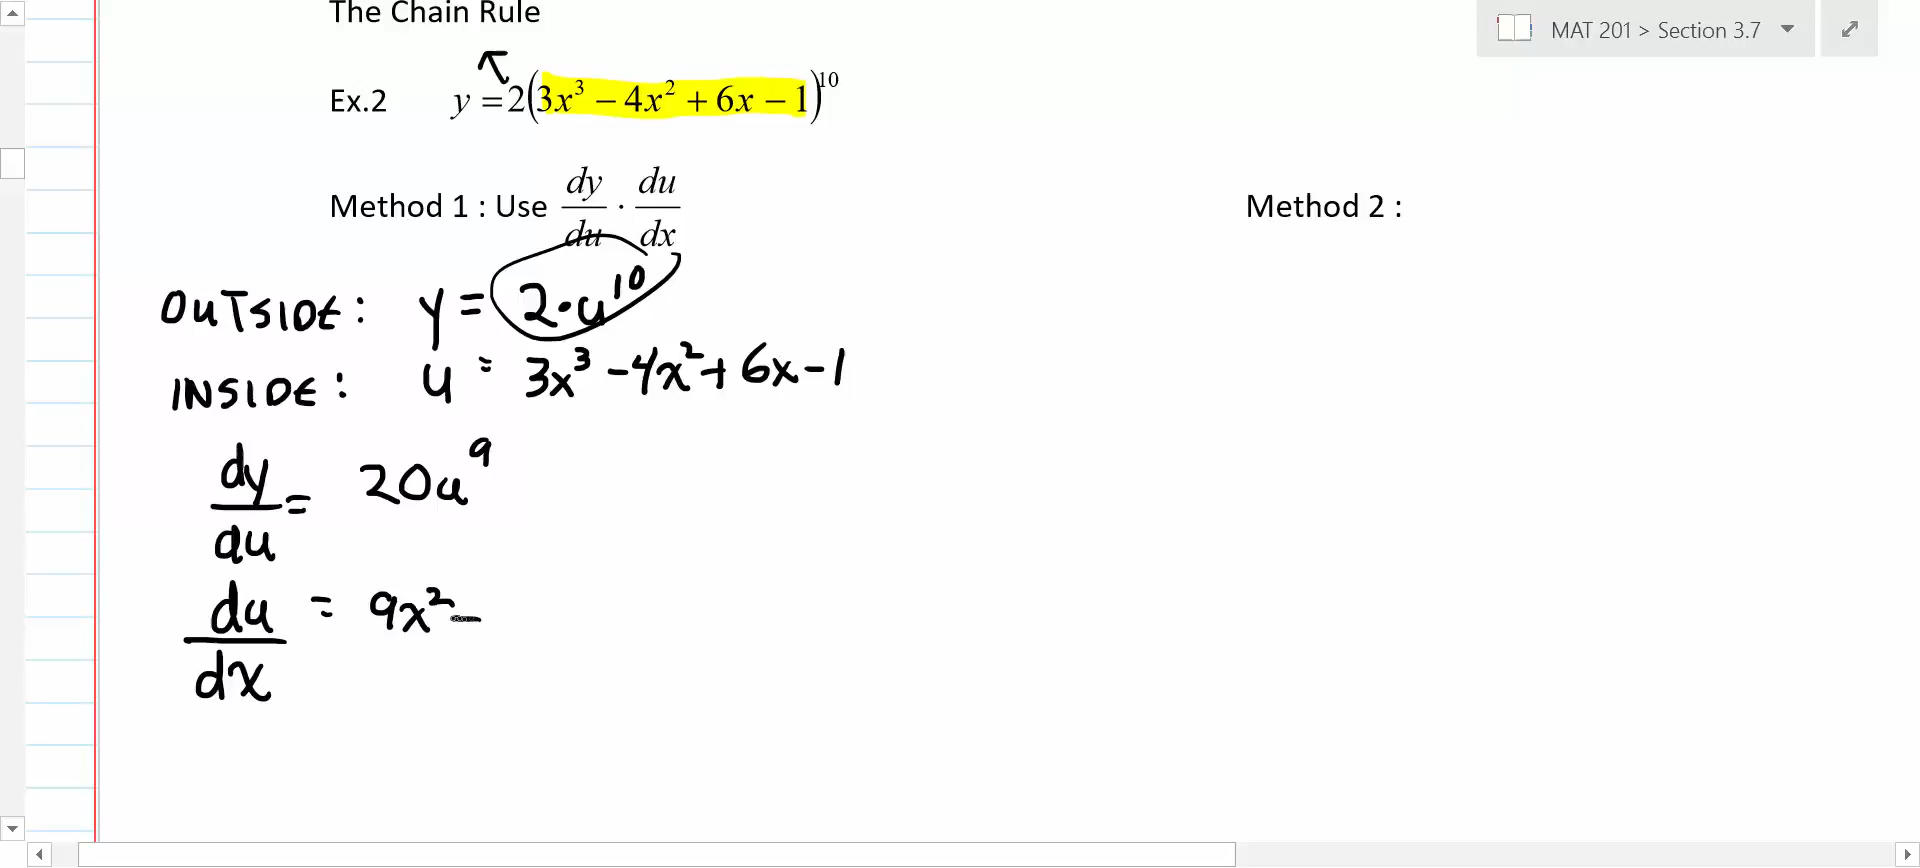 The Chain Rule
MAT 201 > Section 3.7
Ex.2 y = 2(3x³ − 4x² + 6x − 1)¹⁰
Method 1 : Use dy/du · du/dx
Method 2 :
OUTSIDE: y = 2·u¹⁰
INSIDE: u = 3x³ -4x² + 6x -1
dy/du = 20u⁹
du/dx = 9x² -